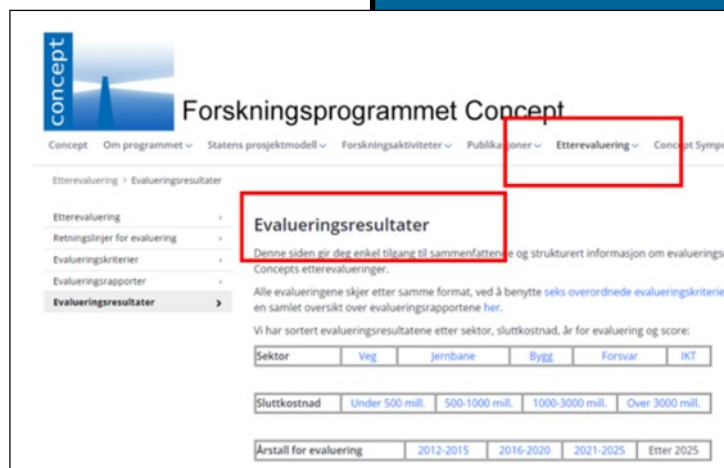 concept
Forskningsprogrammet Concept
Concept Om programmet Statens prosjektmodell Forskningsaktiviteter Publikasjoner Etterevaluering Concept
Etterevaluering > Evalueringsresultater
Etterevaluering
Retningslinjer for evaluering
Evalueringskriterier
Evalueringsrapporter
Evalueringsresultater
Evalueringsresultater
Denne siden gir deg enkel tilgang til sammenfattende og strukturert informasjon om
Concepts etterevalueringer.
Alle evalueringene skjer etter samme format, ved å benytte seks overordnede
en samlet oversikt over evalueringsrapportene her.
Vi har sortert evalueringsresultatene etter sektor, sluttkostnad, år for evaluering og score:
Sektor Veg Jernbane Bygg Forsvar IKT
Sluttkostnad Under 500 mill. 500-1000 mill. 1000-3000 mill. Over 3000 mill.
Årstall for evaluering 2012-2015 2016-2020 2021-2025 Etter 2025